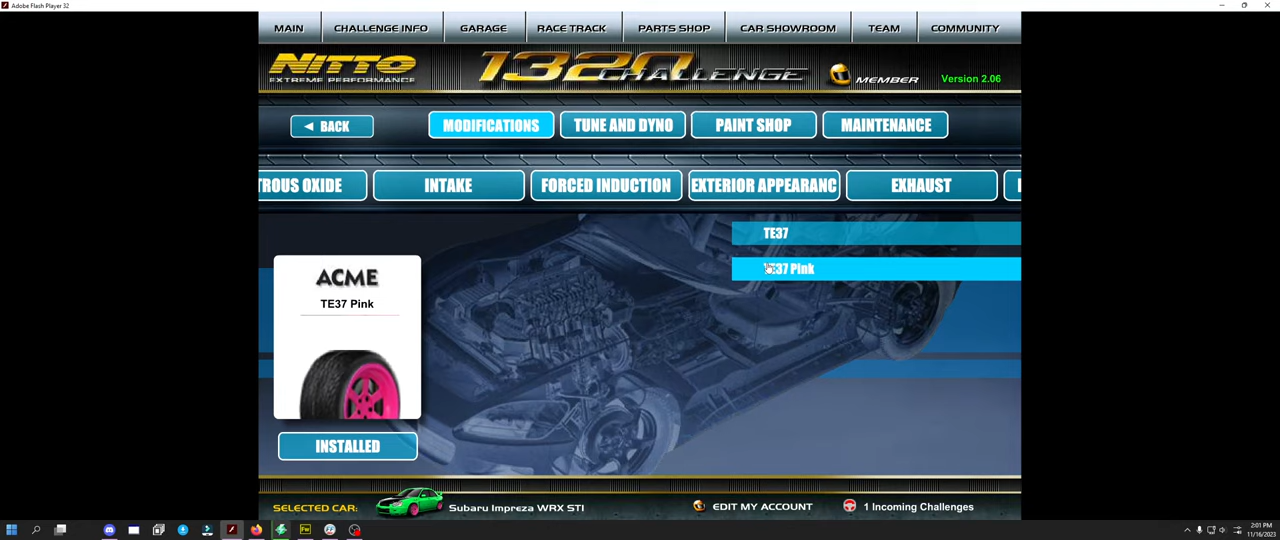 Adobe Flash Player 32
MAIN
CHALLENGE INFO
GARAGE
RACE TRACK
PARTS SHOP
CAR SHOWROOM
TEAM
COMMUNITY
NITTO
EXTREME PERFORMANCE
1320 CHALLENGE
MEMBER
Version 2.06
BACK
MODIFICATIONS
TUNE AND DYNO
PAINT SHOP
MAINTENANCE
TROUS OXIDE
INTAKE
FORCED INDUCTION
EXTERIOR APPEARANC
EXHAUST
TE37
TE37 Pink
ACME
TE37 Pink
INSTALLED
SELECTED CAR:
Subaru Impreza WRX STI
EDIT MY ACCOUNT
1 Incoming Challenges
Fw
2:01 PM
11/16/2023